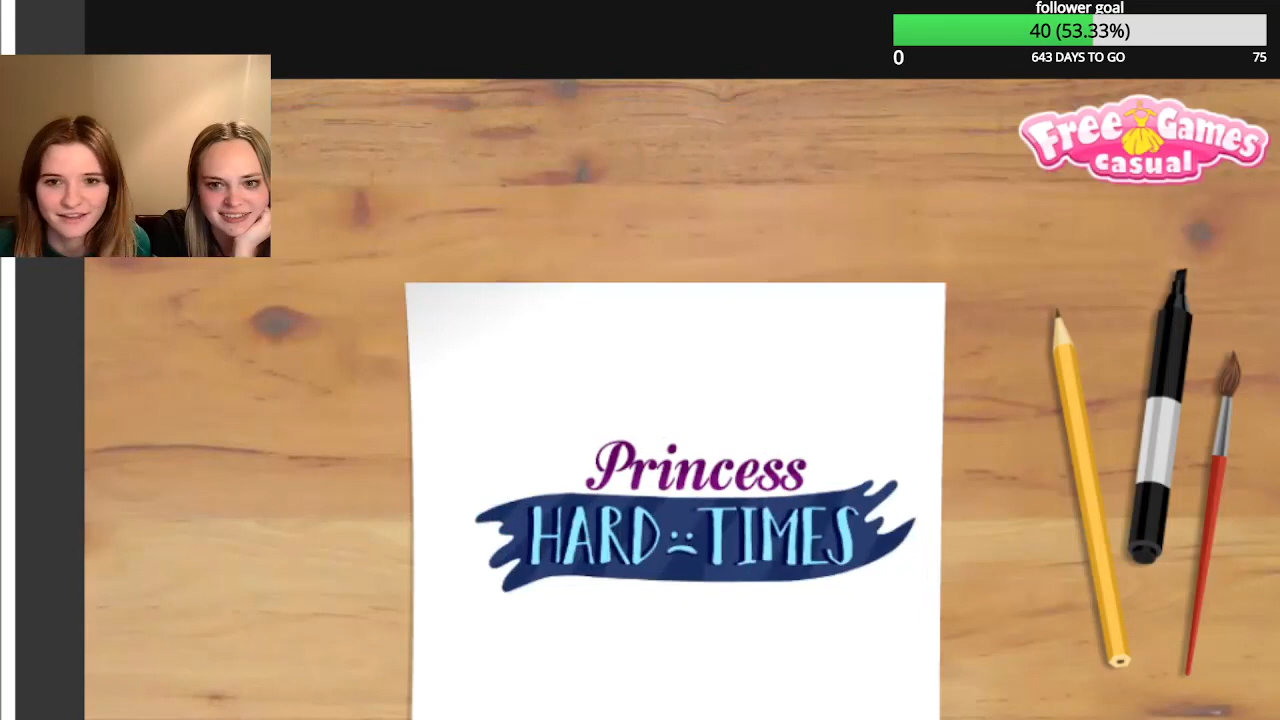 follower goal
40 (53.33%)
0 643 DAYS TO GO 75
Free Games
casual
Princess
HARD TIMES